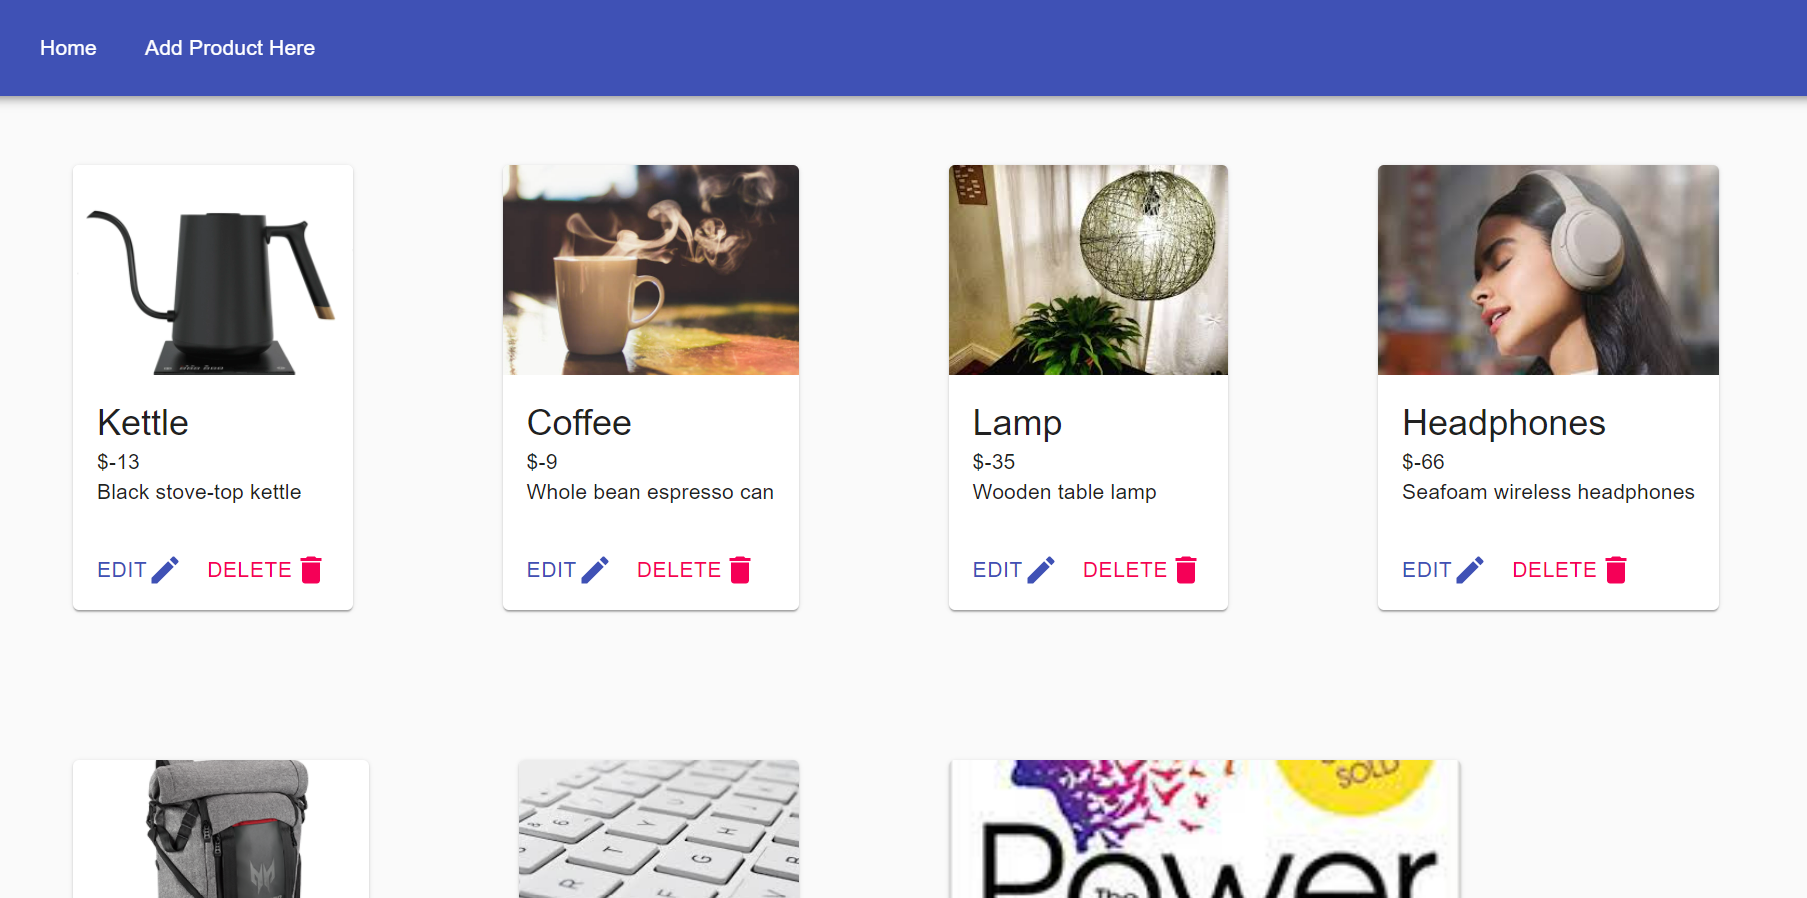 Home Add Product Here
Kettle
$-13
Black stove-top kettle
EDIT DELETE
Coffee
$-9
Whole bean espresso can
EDIT DELETE
Lamp
$-35
Wooden table lamp
EDIT DELETE
Headphones
$-66
Seafoam wireless headphones
EDIT DELETE
SOLD
The
Power